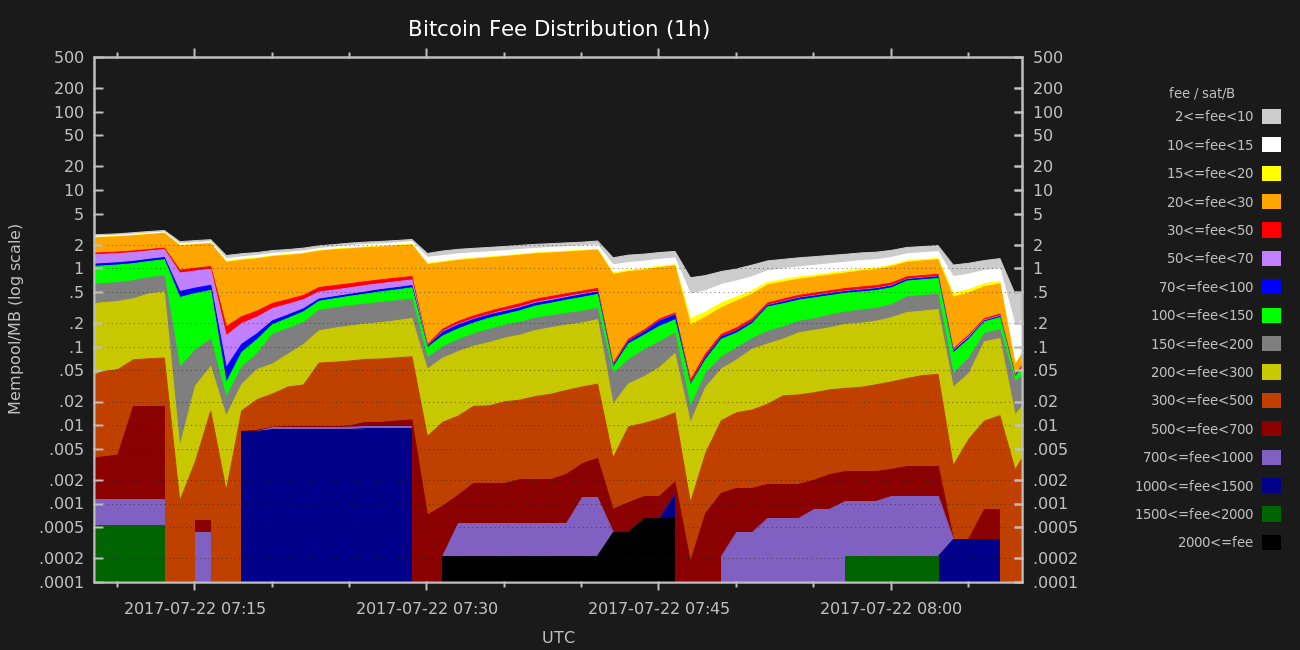 Bitcoin Fee Distribution (1h)
Mempool/MB (log scale)
500
200
100
50
20
10
5
2
1
.5
.2
.1
.05
.02
.01
.005
.002
.001
.0005
.0002
.0001
500
200
100
50
20
10
5
2
1
.5
.2
.1
.05
.02
.01
.005
.002
.001
.0005
.0002
.0001
2017-07-22 07:15
2017-07-22 07:30
2017-07-22 07:45
2017-07-22 08:00
UTC
fee / sat/B
2<=fee<10
10<=fee<15
15<=fee<20
20<=fee<30
30<=fee<50
50<=fee<70
70<=fee<100
100<=fee<150
150<=fee<200
200<=fee<300
300<=fee<500
500<=fee<700
700<=fee<1000
1000<=fee<1500
1500<=fee<2000
2000<=fee